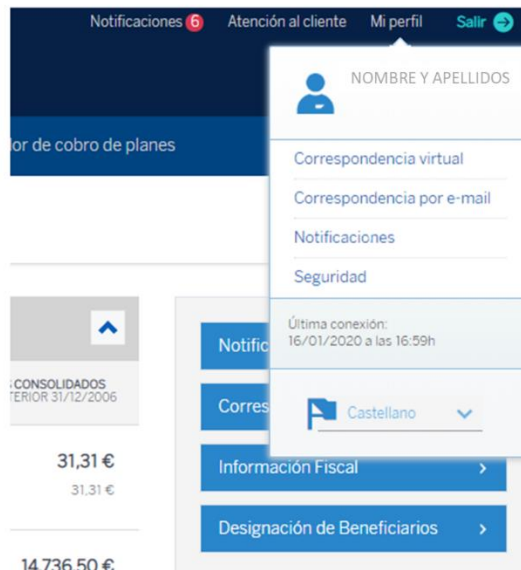 Notificaciones 6 Atención al cliente Mi perfil Salir
NOMBRE Y APELLIDOS
lor de cobro de planes
Correspondencia virtual
Correspondencia por e-mail
Notificaciones
Seguridad
Última conexión:
16/01/2020 a las 16:59h
Castellano
CONSOLIDADOS
TERIOR 31/12/2006
31,31 €
31,31 €
14.736,50 €
Notific
Corres
Información Fiscal
Designación de Beneficiarios